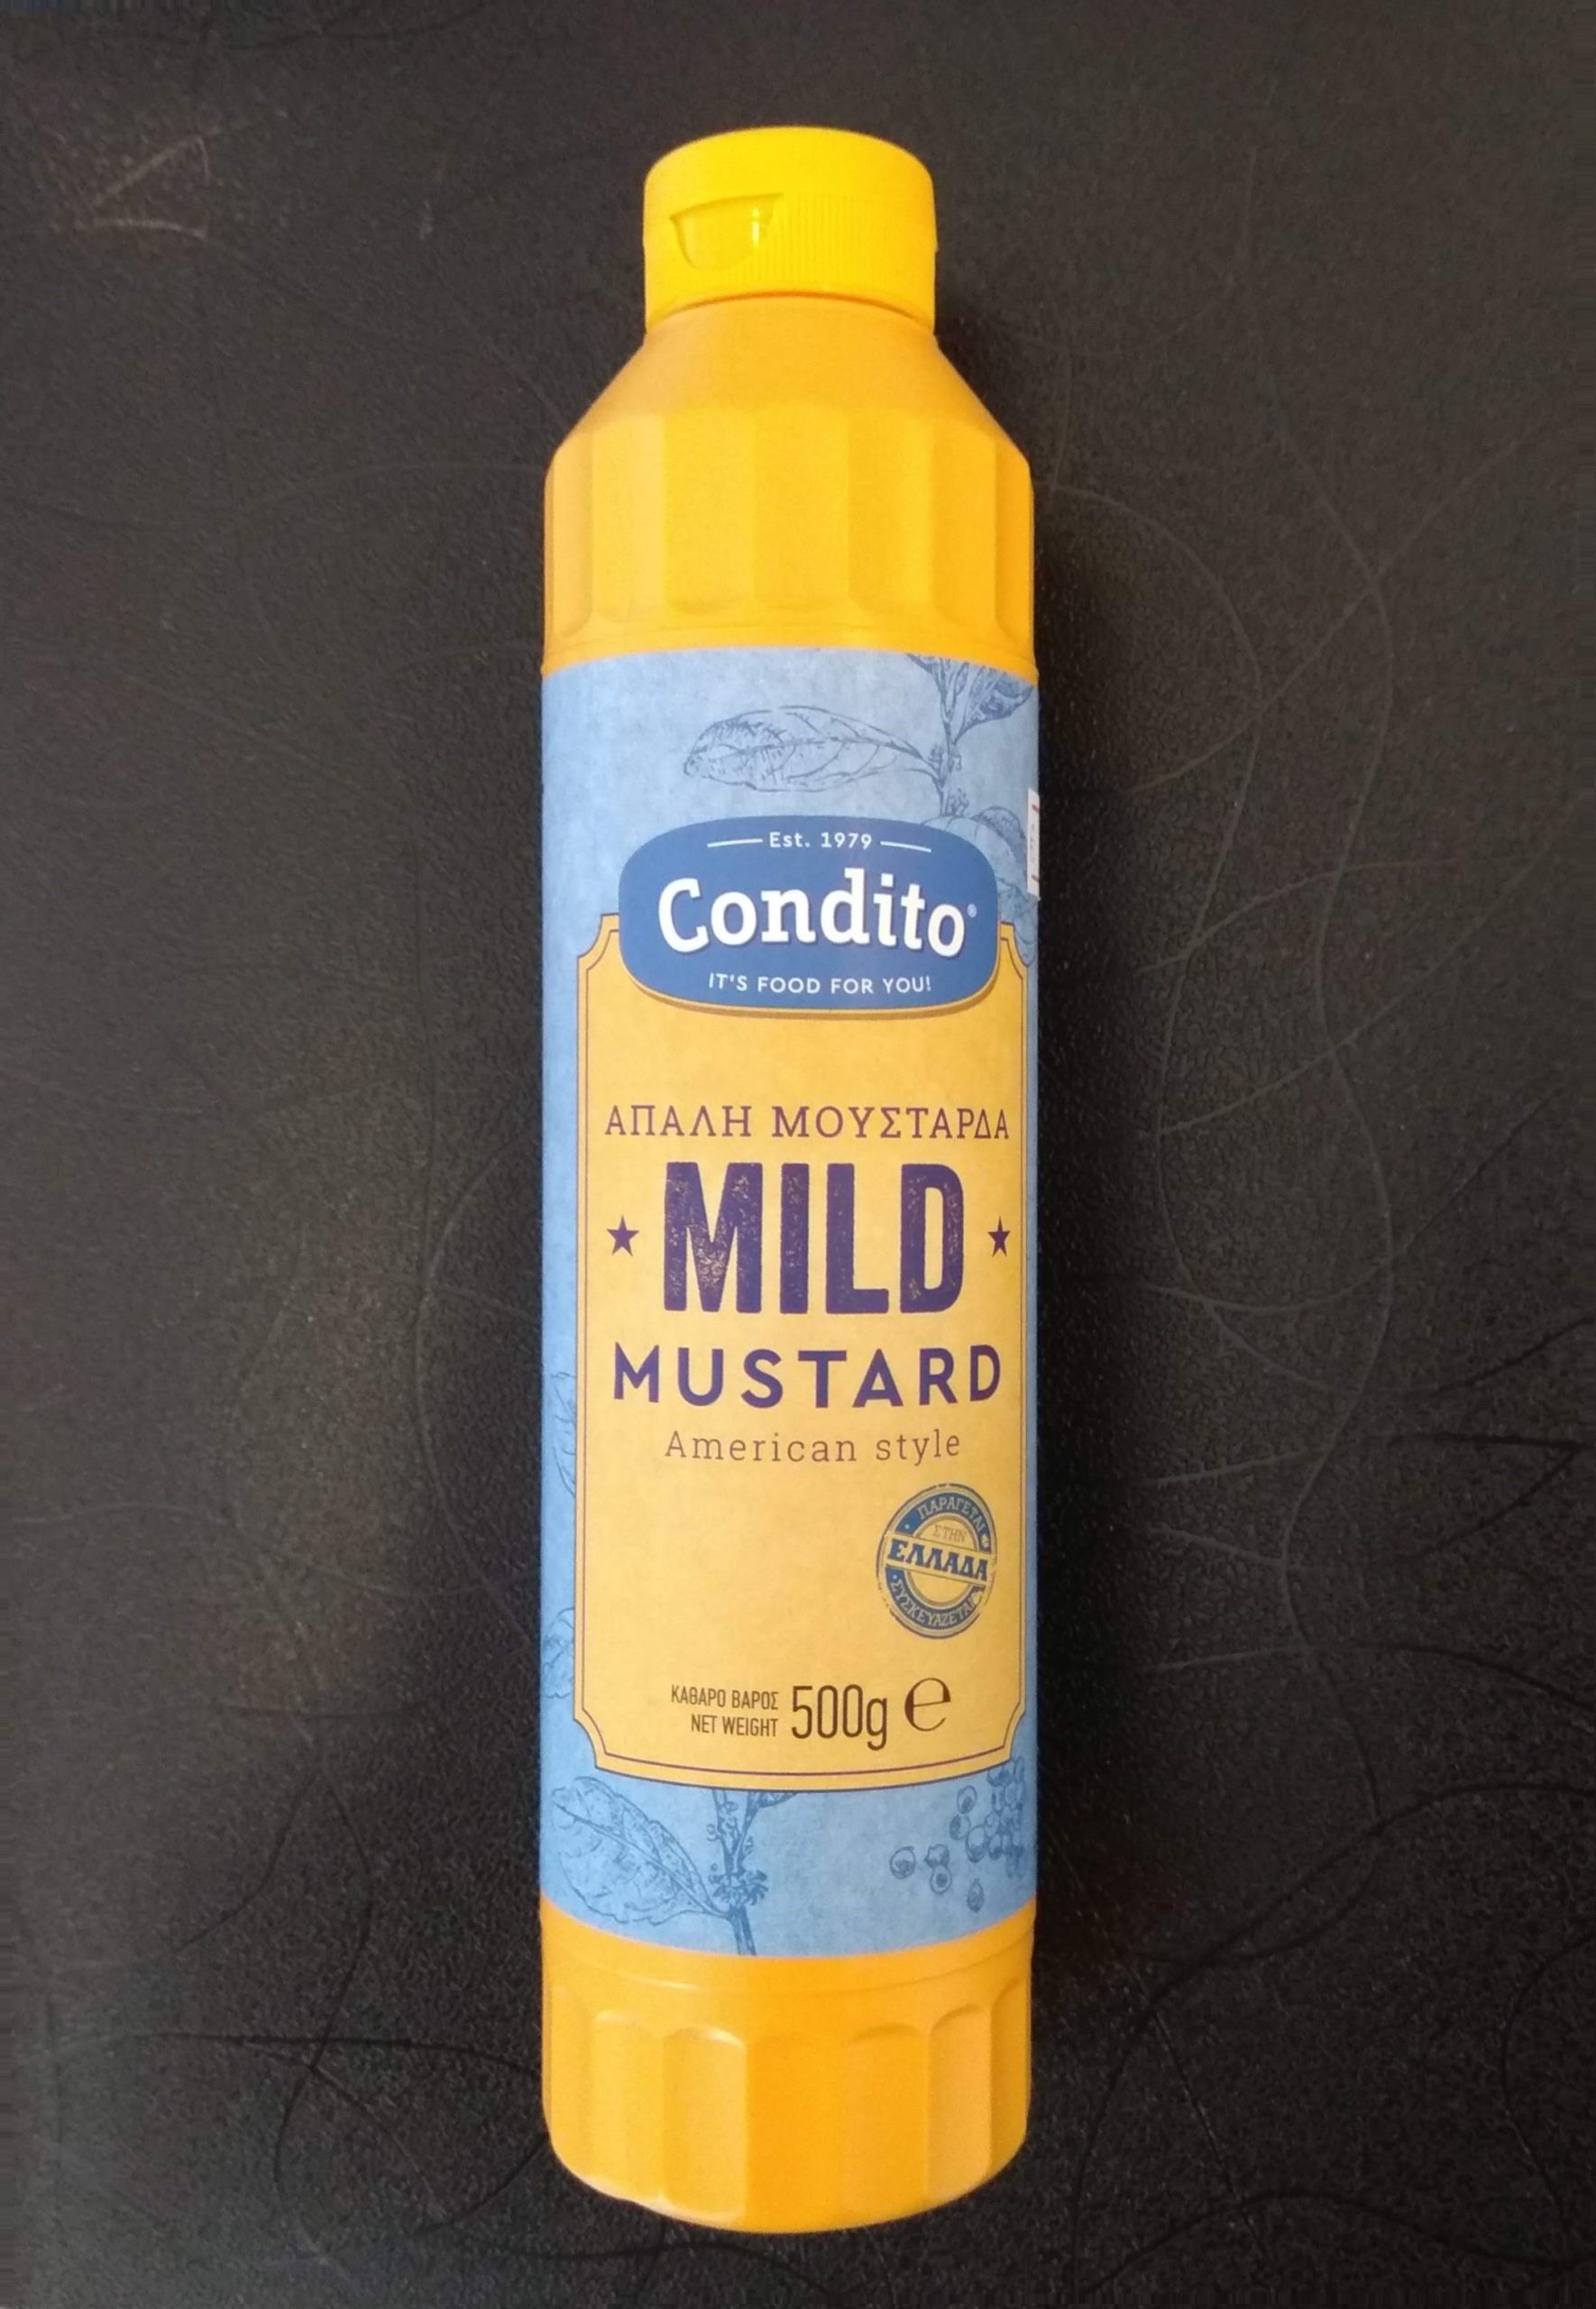 Est. 1979
Condito®
IT'S FOOD FOR YOU!
ΑΠΑΛΗ ΜΟΥΣΤΑΡΔΑ
MILD
MUSTARD
American style
ΠΑΡΑΓΕΤΑΙ
ΣΤΗΝ
ΕΛΛΑΔΑ
ΣΥΣΚΕΥΑΖΕΤΑΙ
ΚΑΘΑΡΟ ΒΑΡΟΣ
NET WEIGHT
500g ℮